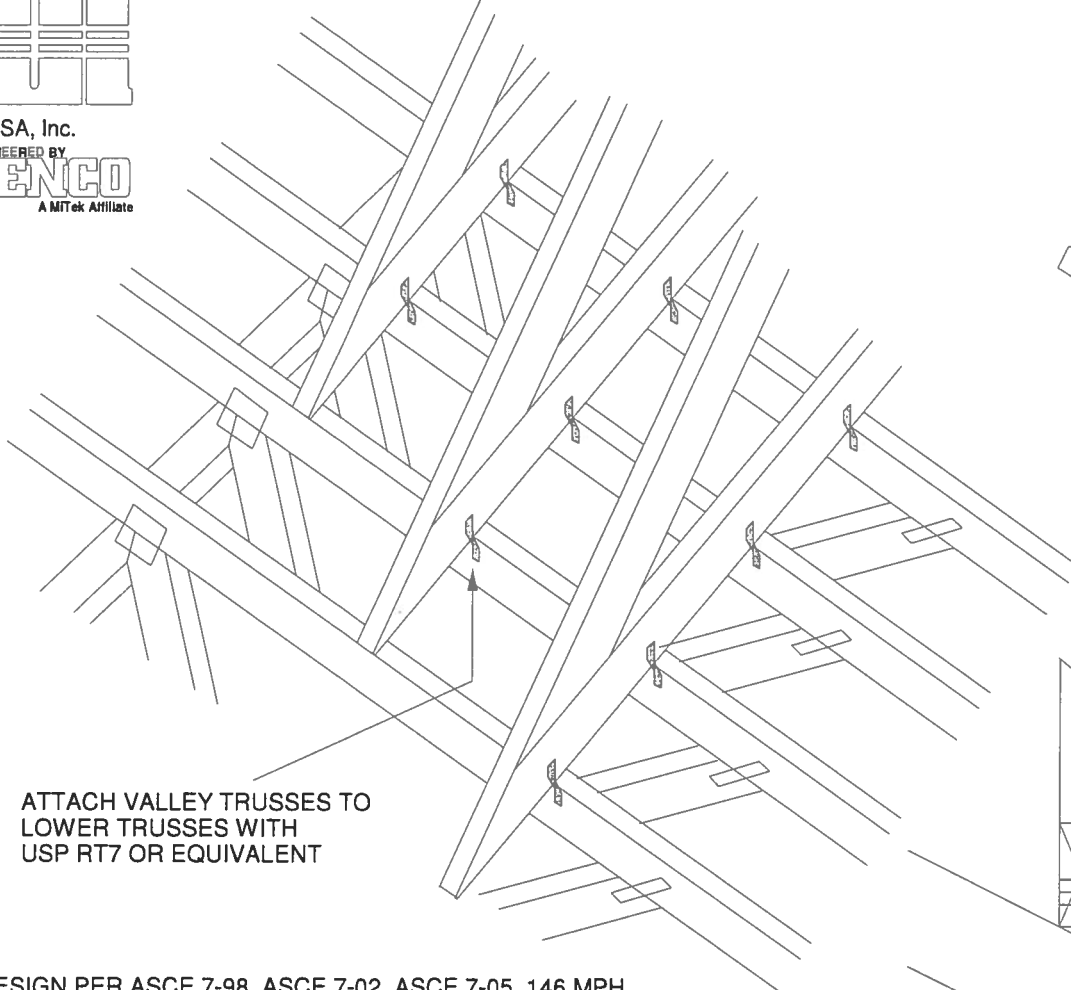 SA, Inc.
EERED BY
ENCO
A MiTek Affiliate
ATTACH VALLEY TRUSSES TO
LOWER TRUSSES WITH
USP RT7 OR EQUIVALENT
ESIGN PER ASCE 7-98, ASCE 7-02, ASCE 7-05 146 MPH